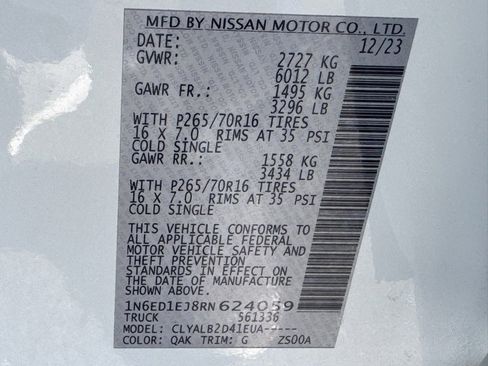 MFD BY NISSAN MOTOR CO., LTD.
DATE: 12/23
GVWR: 2727 KG
6012 LB
GAWR FR.: 1495 KG
3296 LB
WITH P265/70R16 TIRES
16 X 7.0 RIMS AT 35 PSI
COLD SINGLE
GAWR RR.: 1558 KG
3434 LB
WITH P265/70R16 TIRES
16 X 7.0 RIMS AT 35 PSI
COLD SINGLE
THIS VEHICLE CONFORMS TO
ALL APPLICABLE FEDERAL
MOTOR VEHICLE SAFETY AND
THEFT PREVENTION
STANDARDS IN EFFECT ON
THE DATE OF MANUFACTURE
SHOWN ABOVE.
1N6ED1EJ8RN624059
TRUCK 561336
MODEL: CLYALB2D41EUA-----
COLOR: QAK TRIM: G ZS00A